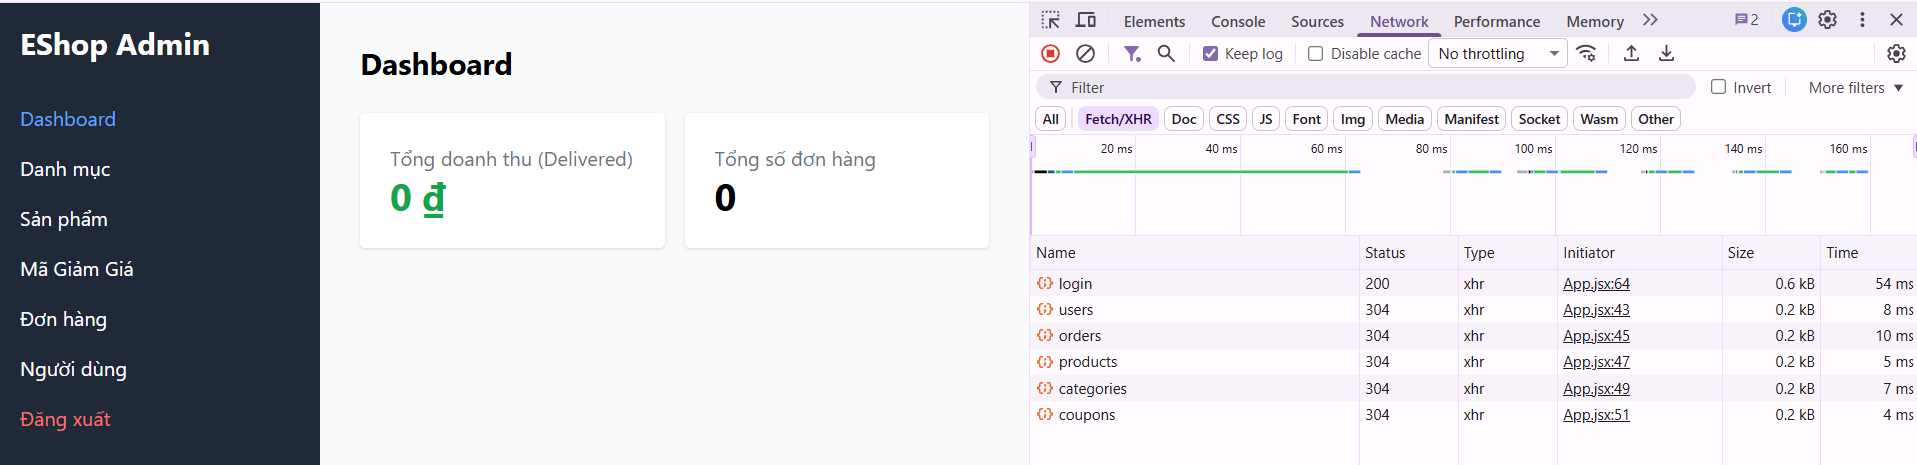 EShop Admin
Dashboard
Danh mục
Sản phẩm
Mã Giảm Giá
Đơn hàng
Người dùng
Đăng xuất
Dashboard
Tổng doanh thu (Delivered)
0 ₫
Tổng số đơn hàng
0
Elements Console Sources Network Performance Memory 2
Keep log Disable cache No throttling
Filter Invert More filters
All Fetch/XHR Doc CSS JS Font Img Media Manifest Socket Wasm Other
20 ms 40 ms 60 ms 80 ms 100 ms 120 ms 140 ms 160 ms
Name Status Type Initiator Size Time
login 200 xhr App.jsx:64 0.6 kB 54 ms
users 304 xhr App.jsx:43 0.2 kB 8 ms
orders 304 xhr App.jsx:45 0.2 kB 10 ms
products 304 xhr App.jsx:47 0.2 kB 5 ms
categories 304 xhr App.jsx:49 0.2 kB 7 ms
coupons 304 xhr App.jsx:51 0.2 kB 4 ms